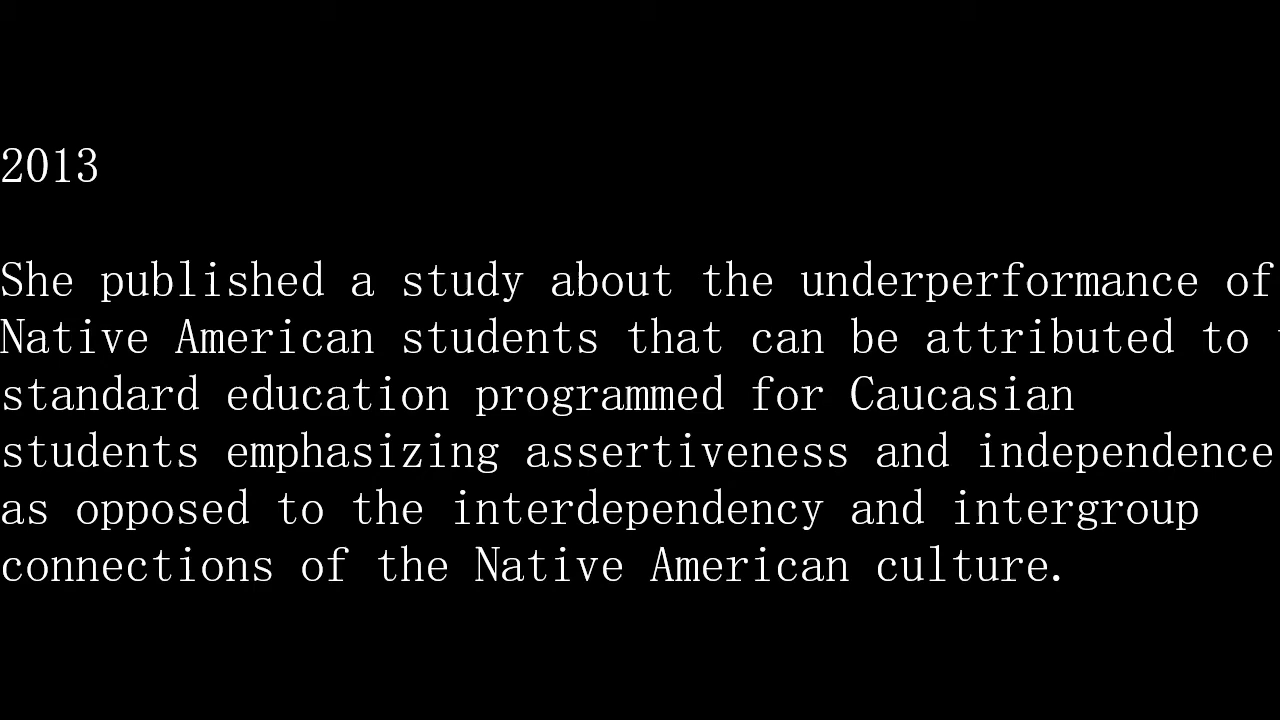 2013
She published a study about the underperformance of
Native American students that can be attributed to
standard education programmed for Caucasian
students emphasizing assertiveness and independence
as opposed to the interdependency and intergroup
connections of the Native American culture.